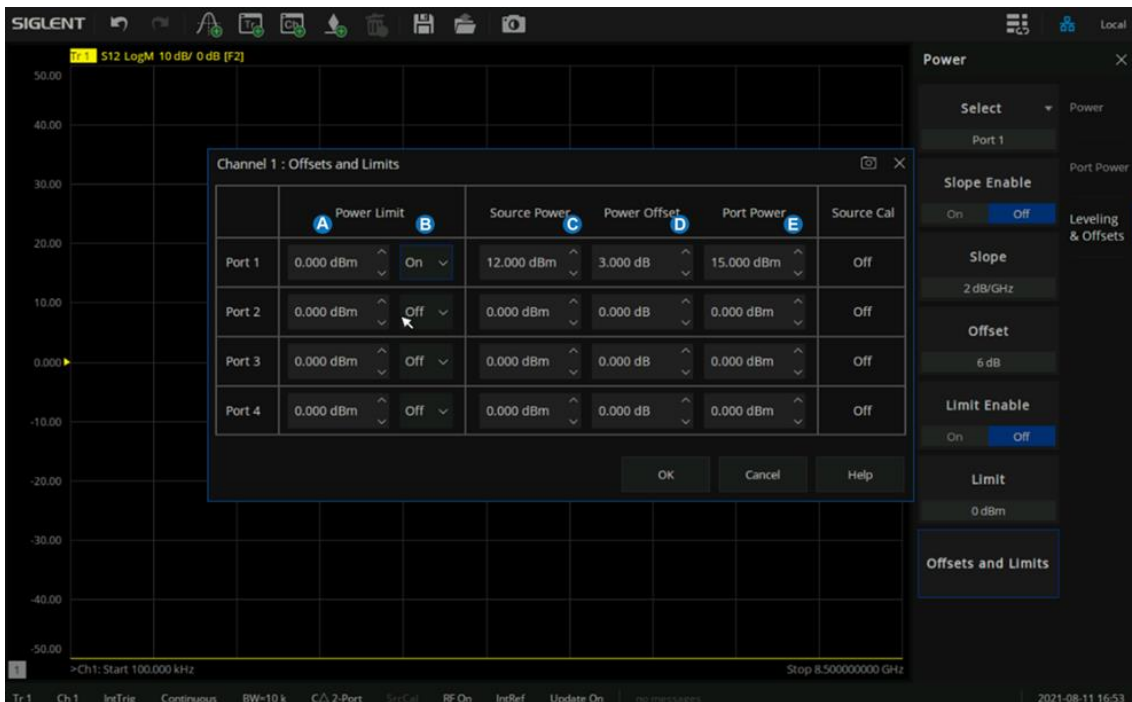 SIGLENT Tr Ch Local
Tr 1 S12 LogM 10 dB/ 0 dB [F2]
Power
50.00
40.00
30.00
20.00
10.00
0.000
-10.00
-20.00
-30.00
-40.00
-50.00
Channel 1 : Offsets and Limits
Power Limit Source Power Power Offset Port Power Source Cal
A B C D E
Port 1 0.000 dBm On 12.000 dBm 3.000 dB 15.000 dBm Off
Port 2 0.000 dBm Off 0.000 dBm 0.000 dB 0.000 dBm Off
Port 3 0.000 dBm Off 0.000 dBm 0.000 dB 0.000 dBm Off
Port 4 0.000 dBm Off 0.000 dBm 0.000 dB 0.000 dBm Off
OK Cancel Help
Select
Port 1
Slope Enable
On Off
Slope
2 dB/GHz
Offset
6 dB
Limit Enable
On Off
Limit
0 dBm
Offsets and Limits
Power
Port Power
Leveling
& Offsets
1 >Ch1: Start 100.000 kHz Stop 8.500000000 GHz
Tr 1 Ch 1 IntTrig Continuous BW=10 k C△ 2-Port SrcCal RF On IntRef Update On no messages 2021-08-11 16:53